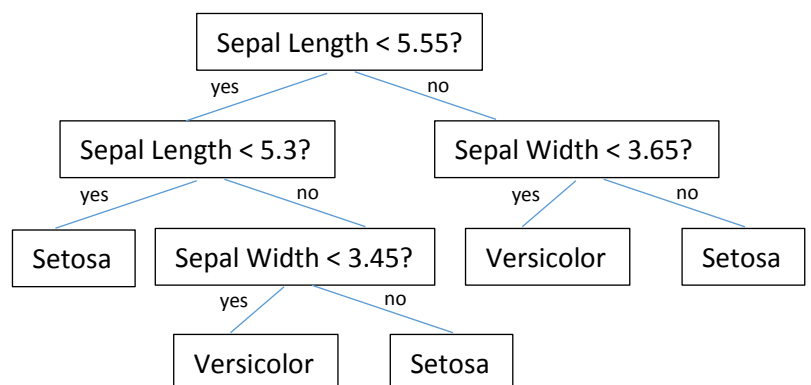 Sepal Length < 5.55?
yes
no
Sepal Length < 5.3?
Sepal Width < 3.65?
yes
no
yes
no
Setosa
Sepal Width < 3.45?
Versicolor
Setosa
yes
no
Versicolor
Setosa